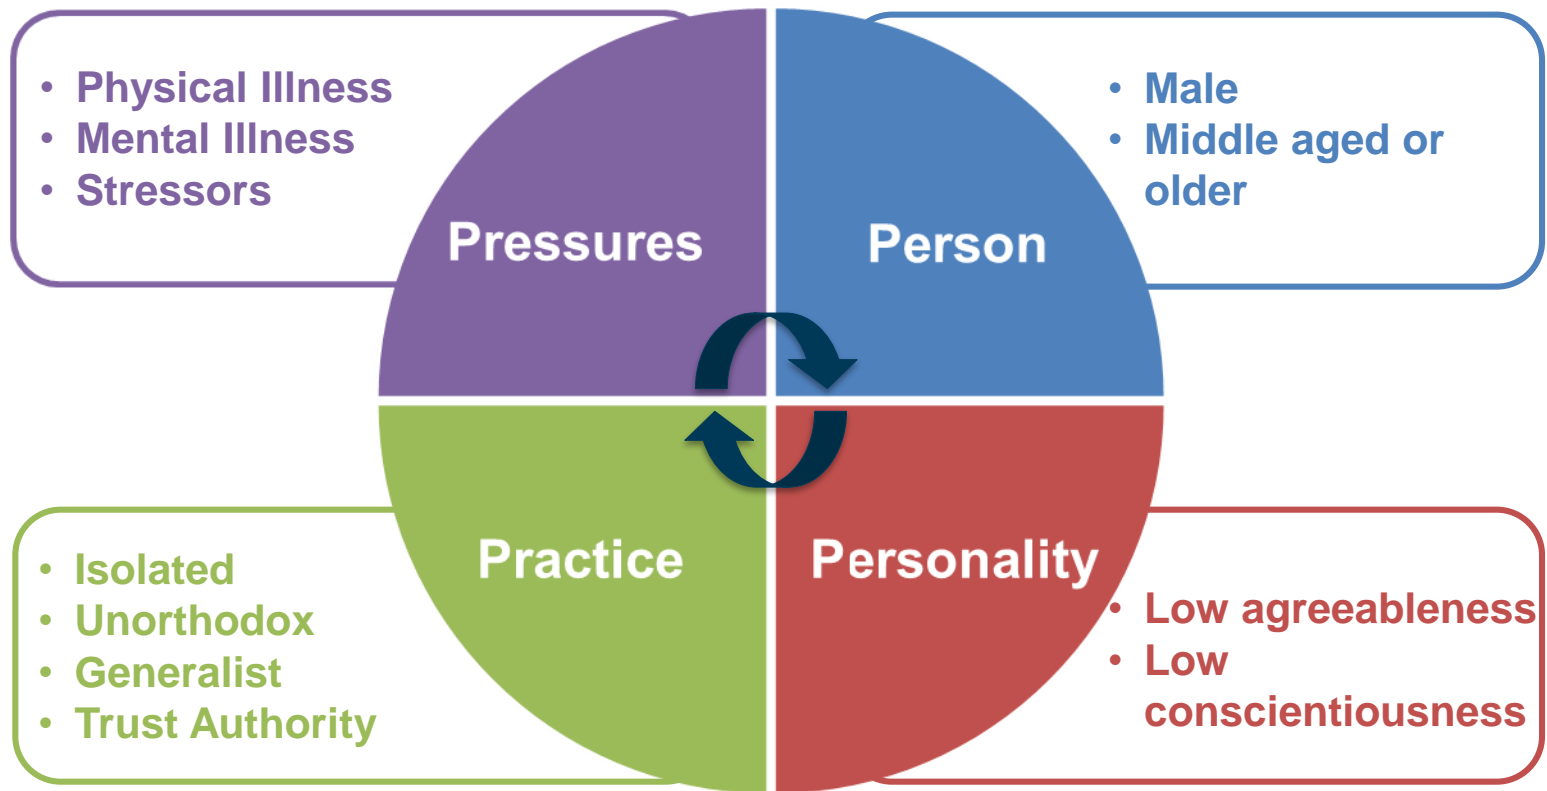 • Physical Illness
• Mental Illness
• Stressors
Pressures
• Male
• Middle aged or
older
Person
• Isolated
• Unorthodox
• Generalist
• Trust Authority
Practice
Personality
• Low agreeableness
• Low
conscientiousness